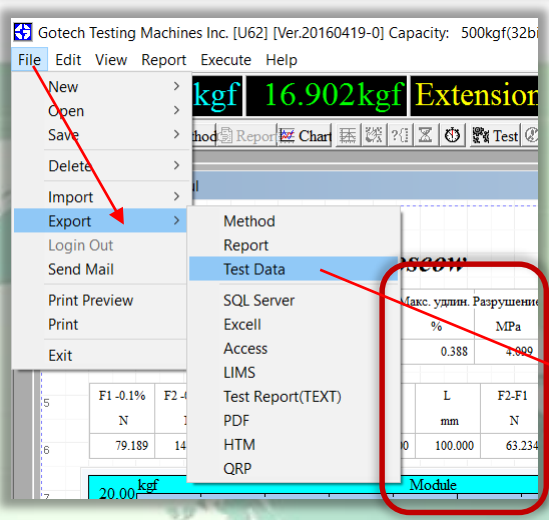 Gotech Testing Machines Inc. [U62] [Ver.20160419-0] Capacity: 500kgf(32bi
File Edit View Report Execute Help
kgf 16.902kgf Extension
New
Open
Save
Repor Chart Test
Delete
Import
Export
Login Out
Send Mail
Print Preview
Print
Exit
Method
Report
Test Data
SQL Server
Excell
Access
LIMS
Test Report(TEXT)
PDF
HTM
QRP
Макс. удлин. Разрушение
% MPa
0.388 4.099
5 F1 -0.1% L F2-F1
N mm N
6 79.189 100.000 63.234
7 20.00 kgf Module